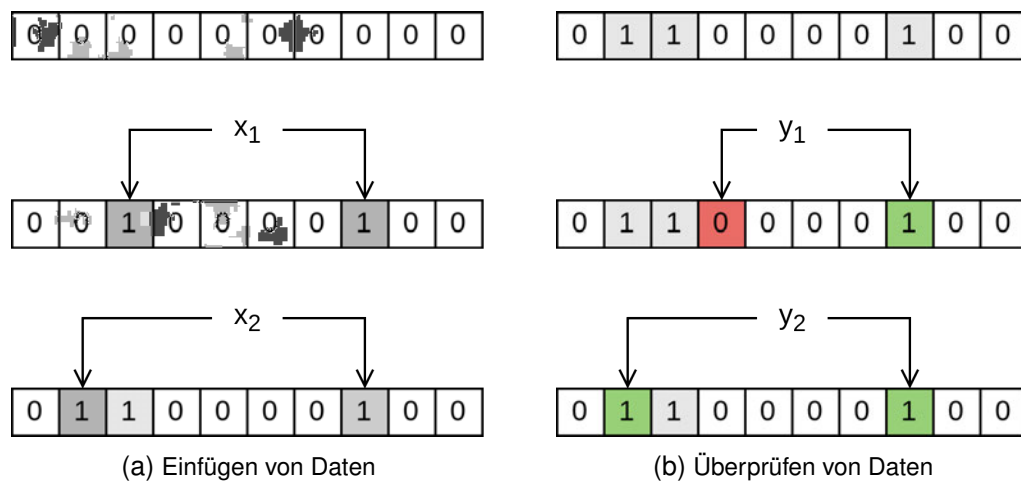 0 0 0 0 0 0 0 0 0 0
0 1 1 0 0 0 0 1 0 0
x1
y1
0 0 1 0 0 0 0 1 0 0
0 1 1 0 0 0 0 1 0 0
x2
y2
0 1 1 0 0 0 0 1 0 0
0 1 1 0 0 0 0 1 0 0
(a) Einfügen von Daten
(b) Überprüfen von Daten